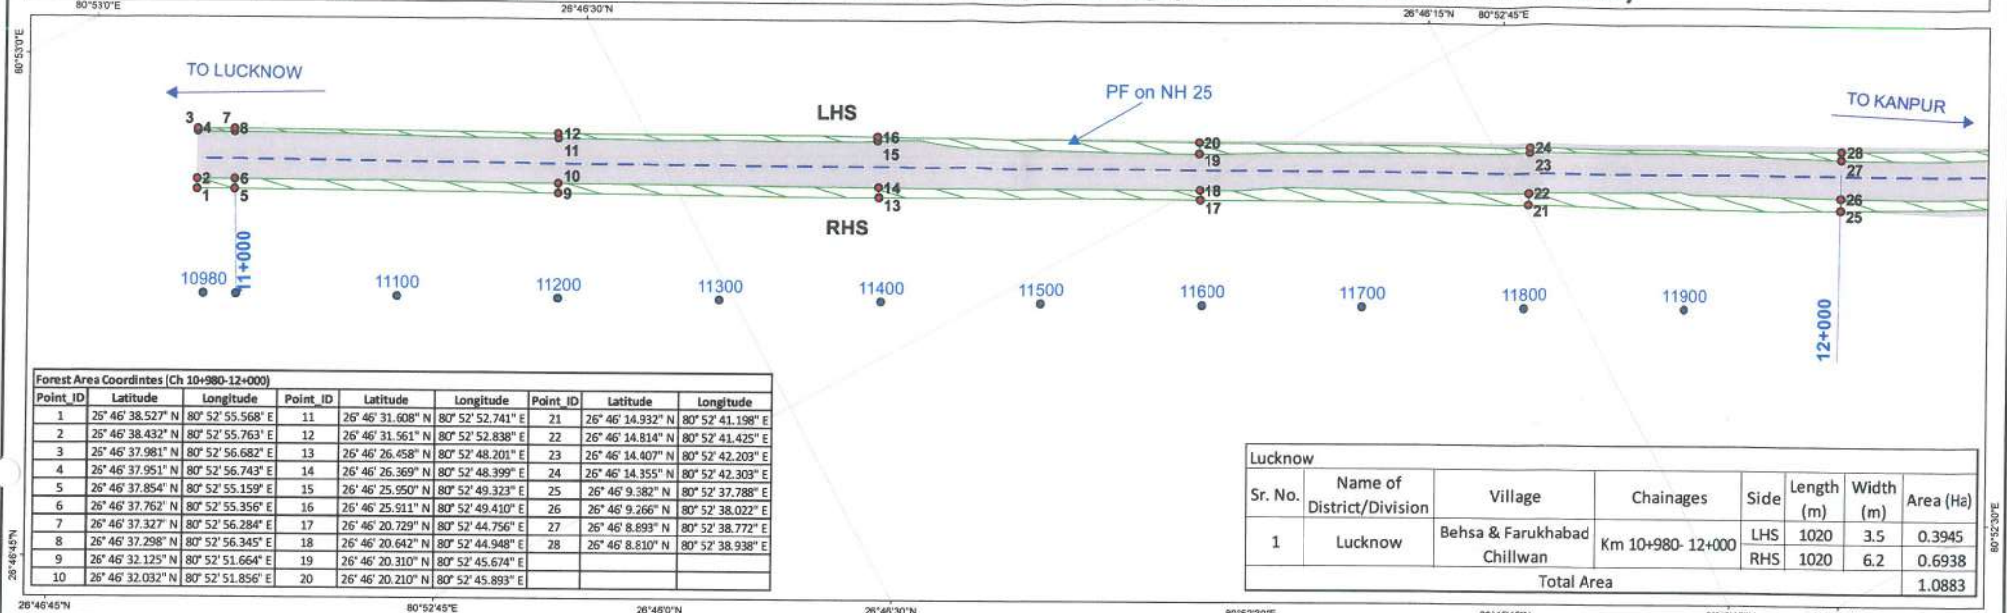 80°53'0"E 26°46'30"N 26°46'15"N 80°52'45"E
80°53'0"E
TO LUCKNOW
LHS
PF on NH 25
TO KANPUR
3 4 7 8 12 16 20 24 28
11 15 19 23 27
2 6 10 14 18 22 26
1 5 9 13 17 21 25
RHS
10980 11+000 11100 11200 11300 11400 11500 11600 11700 11800 11900 12+000
Forest Area Coordintes (Ch 10+980-12+000)
Point_ID Latitude Longitude Point_ID Latitude Longitude Point_ID Latitude Longitude
1 26° 46' 38.527" N 80° 52' 55.568" E 11 26° 46' 31.608" N 80° 52' 52.741" E 21 26° 46' 14.932" N 80° 52' 41.198" E
2 26° 46' 38.432" N 80° 52' 55.763" E 12 26° 46' 31.561" N 80° 52' 52.838" E 22 26° 46' 14.814" N 80° 52' 41.425" E
3 26° 46' 37.981" N 80° 52' 56.682" E 13 26° 46' 26.458" N 80° 52' 48.201" E 23 26° 46' 14.407" N 80° 52' 42.203" E
4 26° 46' 37.951" N 80° 52' 56.743" E 14 26° 46' 26.369" N 80° 52' 48.399" E 24 26° 46' 14.355" N 80° 52' 42.303" E
5 26° 46' 37.854" N 80° 52' 55.159" E 15 26° 46' 25.950" N 80° 52' 49.323" E 25 26° 46' 9.382" N 80° 52' 37.788" E
6 26° 46' 37.762" N 80° 52' 55.356" E 16 26° 46' 25.911" N 80° 52' 49.410" E 26 26° 46' 9.266" N 80° 52' 38.022" E
7 26° 46' 37.327" N 80° 52' 56.284" E 17 26° 46' 20.729" N 80° 52' 44.756" E 27 26° 46' 8.893" N 80° 52' 38.772" E
8 26° 46' 37.298" N 80° 52' 56.345" E 18 26° 46' 20.642" N 80° 52' 44.948" E 28 26° 46' 8.810" N 80° 52' 38.938" E
9 26° 46' 32.125" N 80° 52' 51.664" E 19 26° 46' 20.310" N 80° 52' 45.674" E
10 26° 46' 32.032" N 80° 52' 51.856" E 20 26° 46' 20.210" N 80° 52' 45.893" E
Lucknow
Sr. No. Name of District/Division Village Chainages Side Length (m) Width (m) Area (Ha)
1 Lucknow Behsa & Farukhabad Chillwan Km 10+980- 12+000 LHS 1020 3.5 0.3945
RHS 1020 6.2 0.6938
Total Area 1.0883
26°46'45"N
80°52'30"E
26°46'45"N 80°52'45"E 26°46'0"N 26°46'30"N